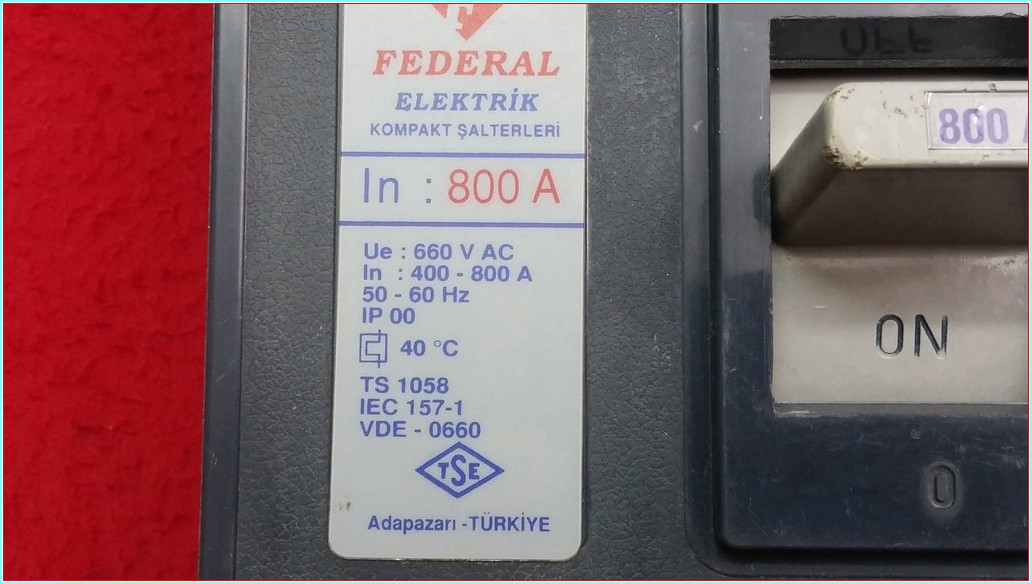 FEDERAL
ELEKTRİK
KOMPAKT ŞALTERLERİ
In : 800 A
Ue : 660 V AC
In : 400 - 800 A
50 - 60 Hz
IP 00
40 °C
TS 1058
IEC 157-1
VDE - 0660
TSE
Adapazarı -TÜRKİYE
OFF
800 A
ON
0